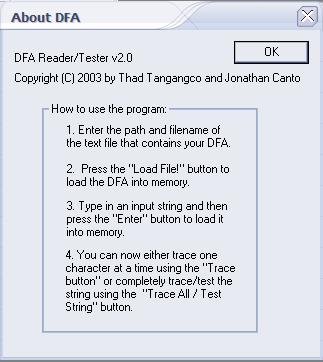 About DFA
OK
DFA Reader/Tester v2.0
Copyright (C) 2003 by Thad Tangangco and Jonathan Canto
How to use the program:
1. Enter the path and filename of
the text file that contains your DFA.
2. Press the "Load File!" button to
load the DFA into memory.
3. Type in an input string and then
press the "Enter" button to load it
into memory.
4. You can now either trace one
character at a time using the "Trace
button" or completely trace/test the
string using the "Trace All / Test
String" button.